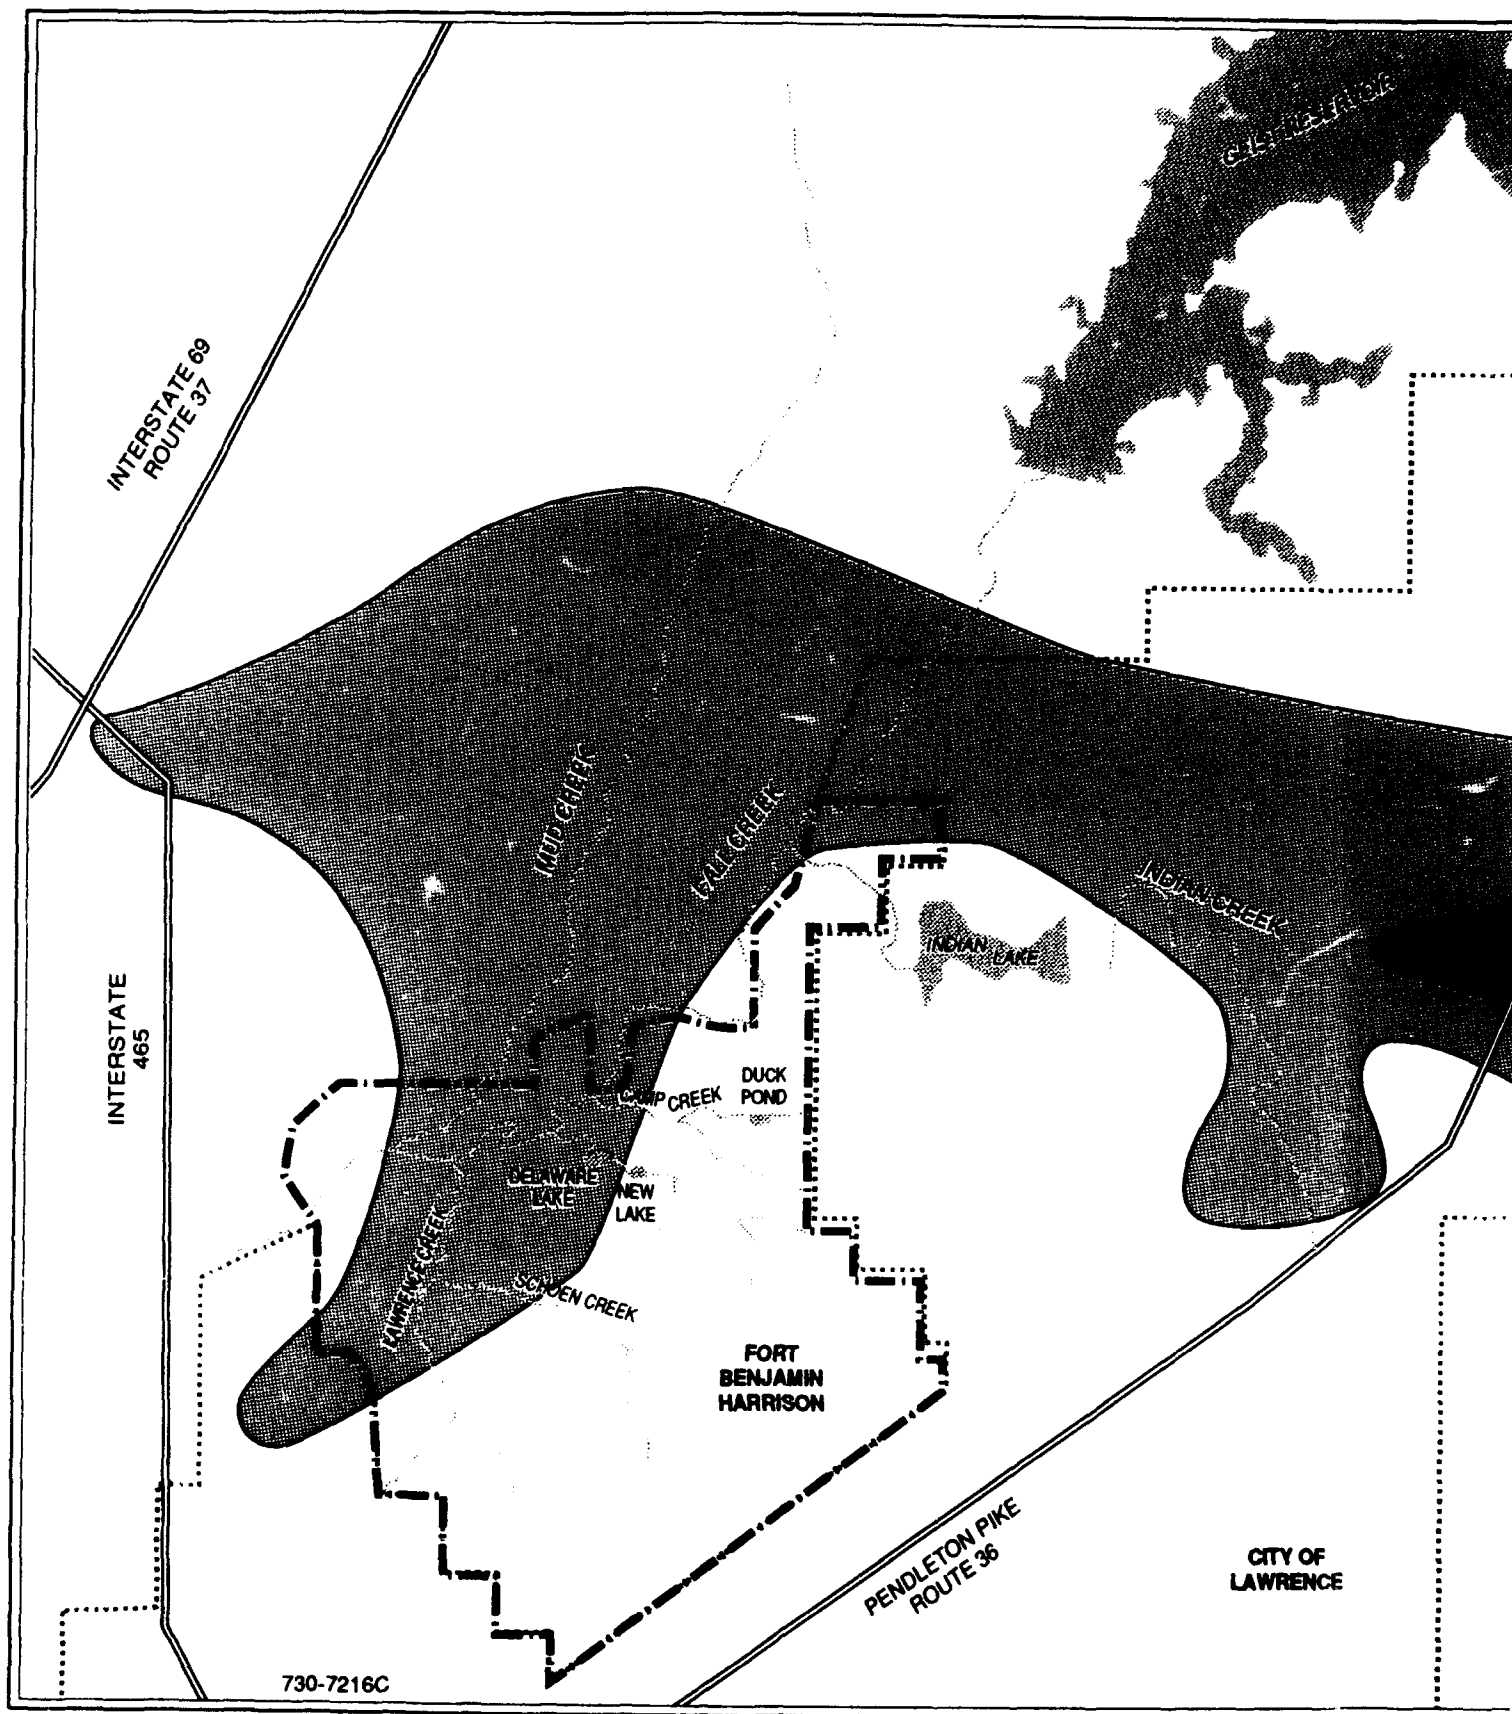 GEIST RESERVOIR
INTERSTATE 69
ROUTE 37
MUD CREEK
FALL CREEK
INDIAN CREEK
INDIAN LAKE
INTERSTATE
465
DUCK
POND
CAMP CREEK
DELAWARE
LAKE
NEW
LAKE
LAWRENCE CREEK
SCHOEN CREEK
FORT
BENJAMIN
HARRISON
PENDLETON PIKE
ROUTE 36
CITY OF
LAWRENCE
730-7216C